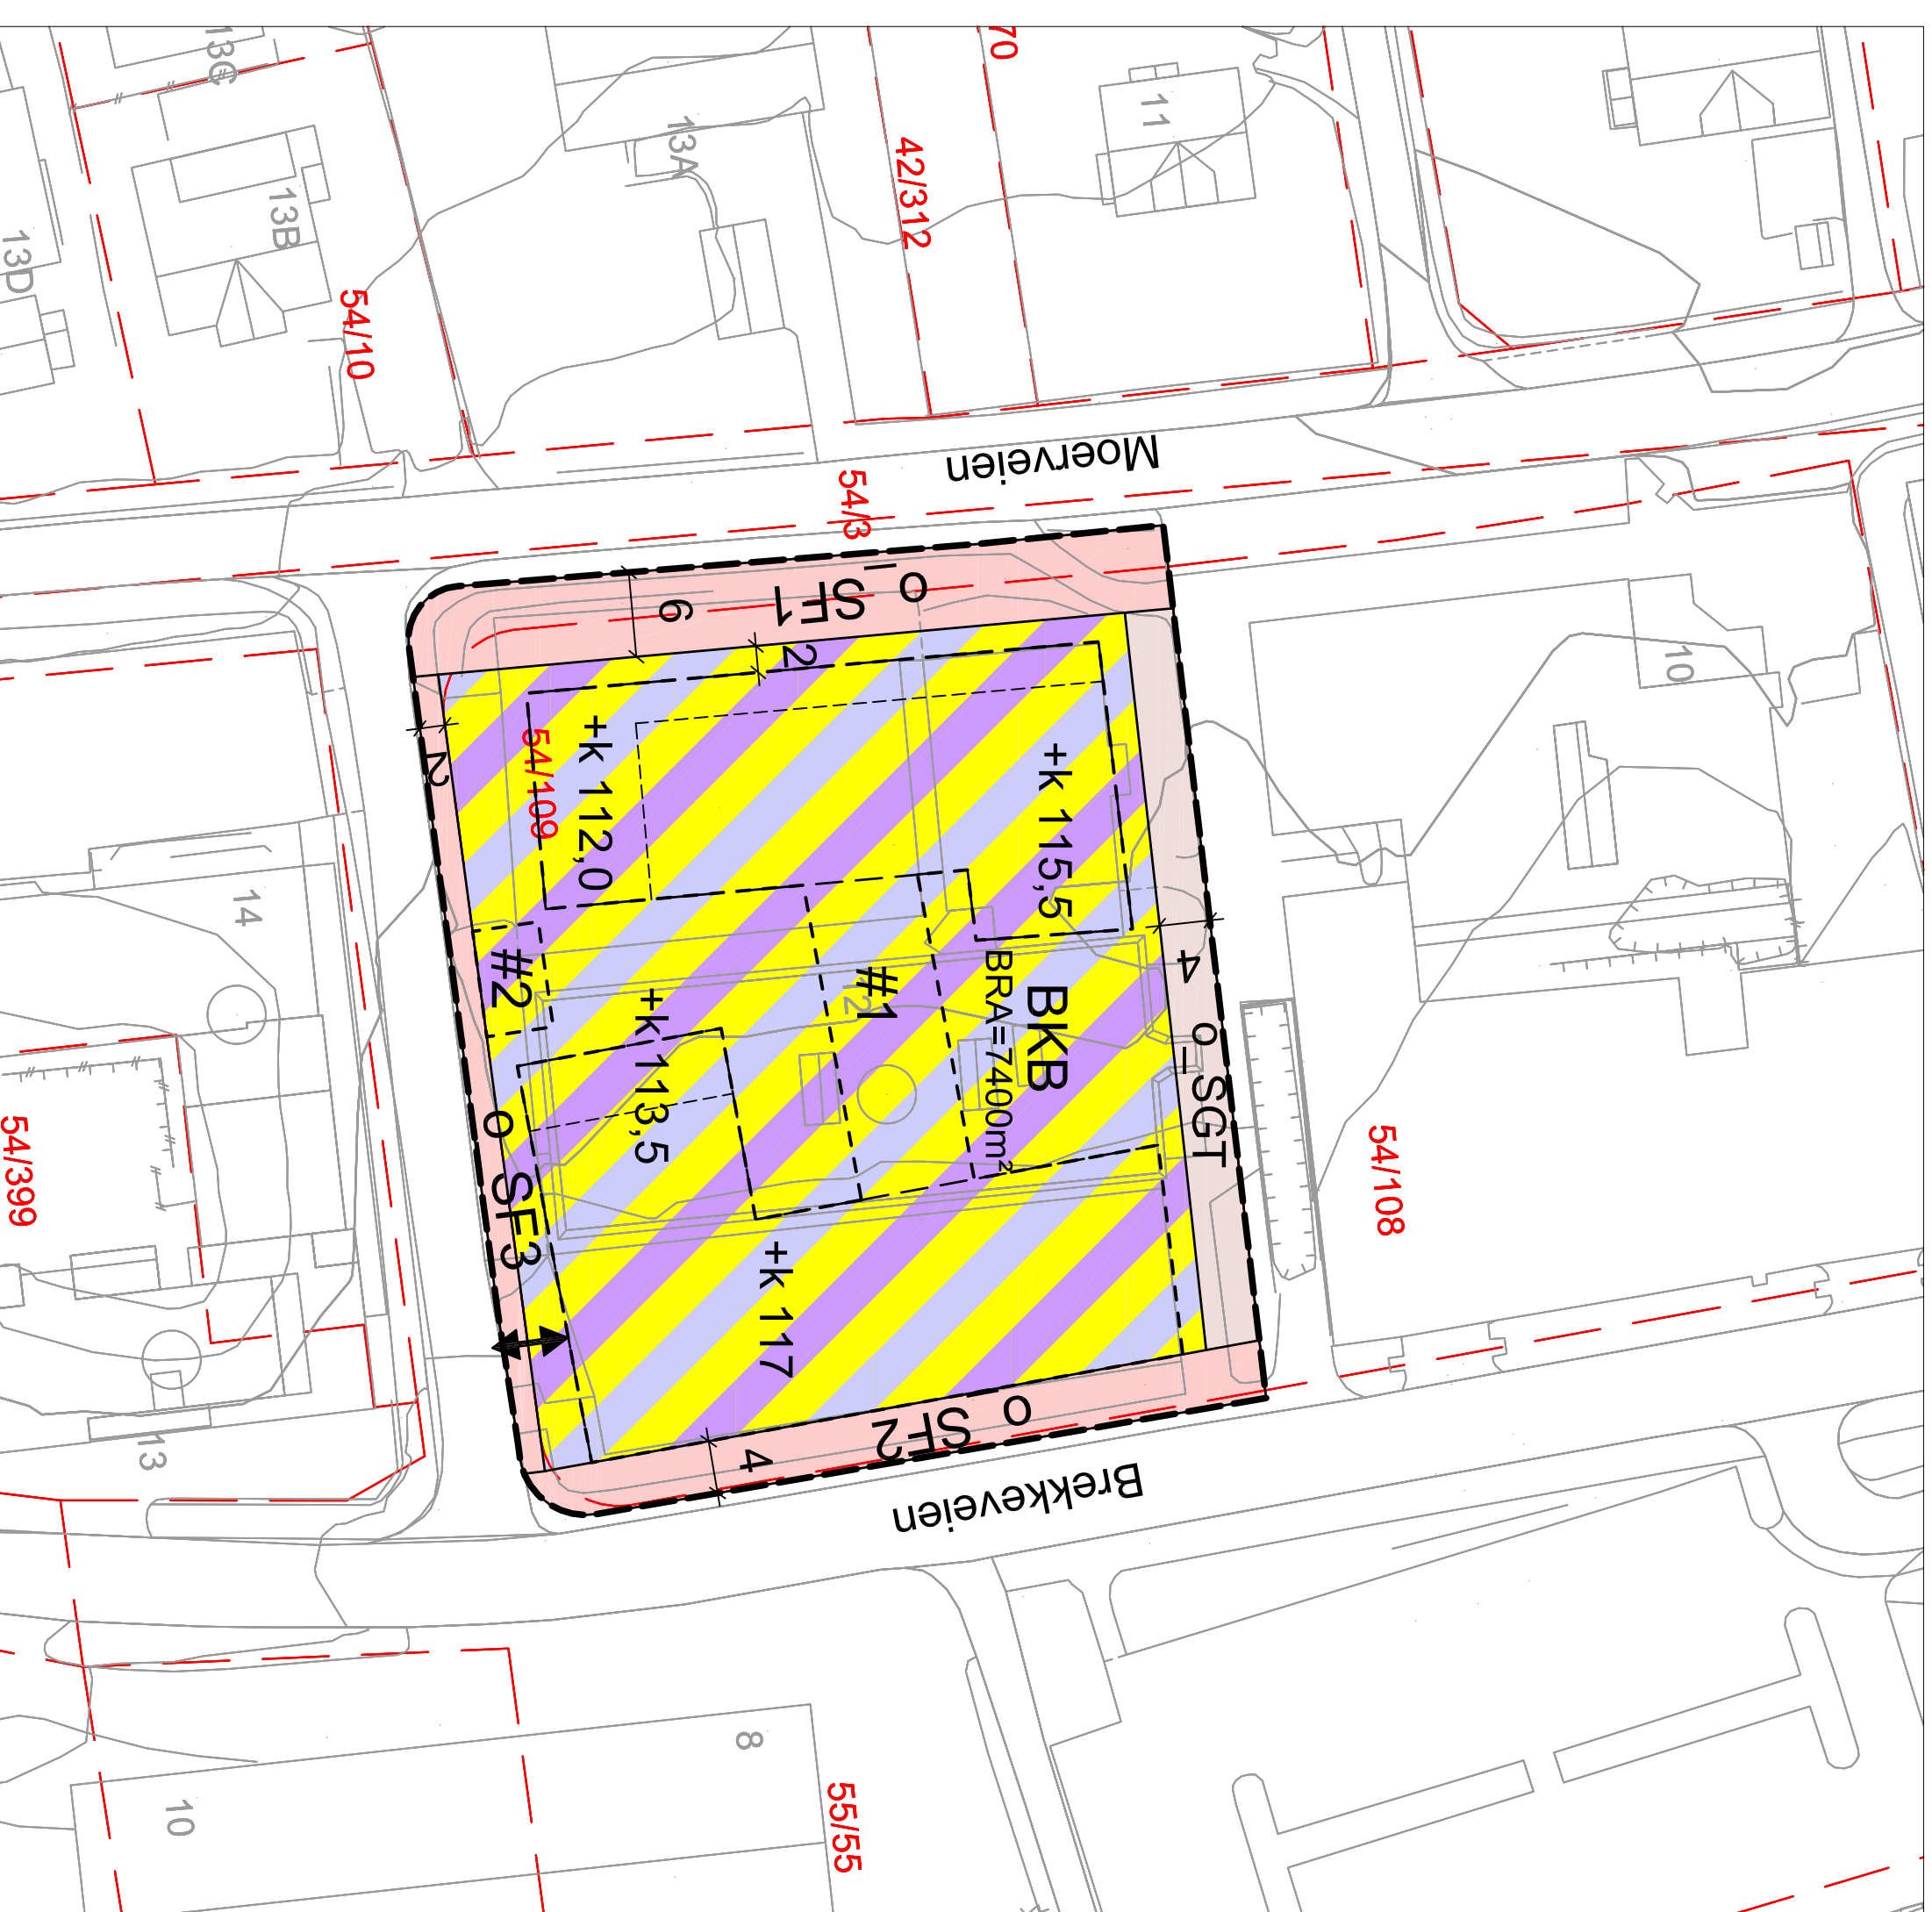 13C
70
11
13A
42/312
13B
13D
54/10
Moerveien
54/3
o_SF1
6
2
10
+k 112,0
+k 115,5
54/109
2
14
#2
#1
12
BKB
BRA=7400m²
4
o_SGT
+k 113,5
54/399
o_SF3
54/108
+k 117
o_SF2
4
13
Brekkeveien
8
10
55/55